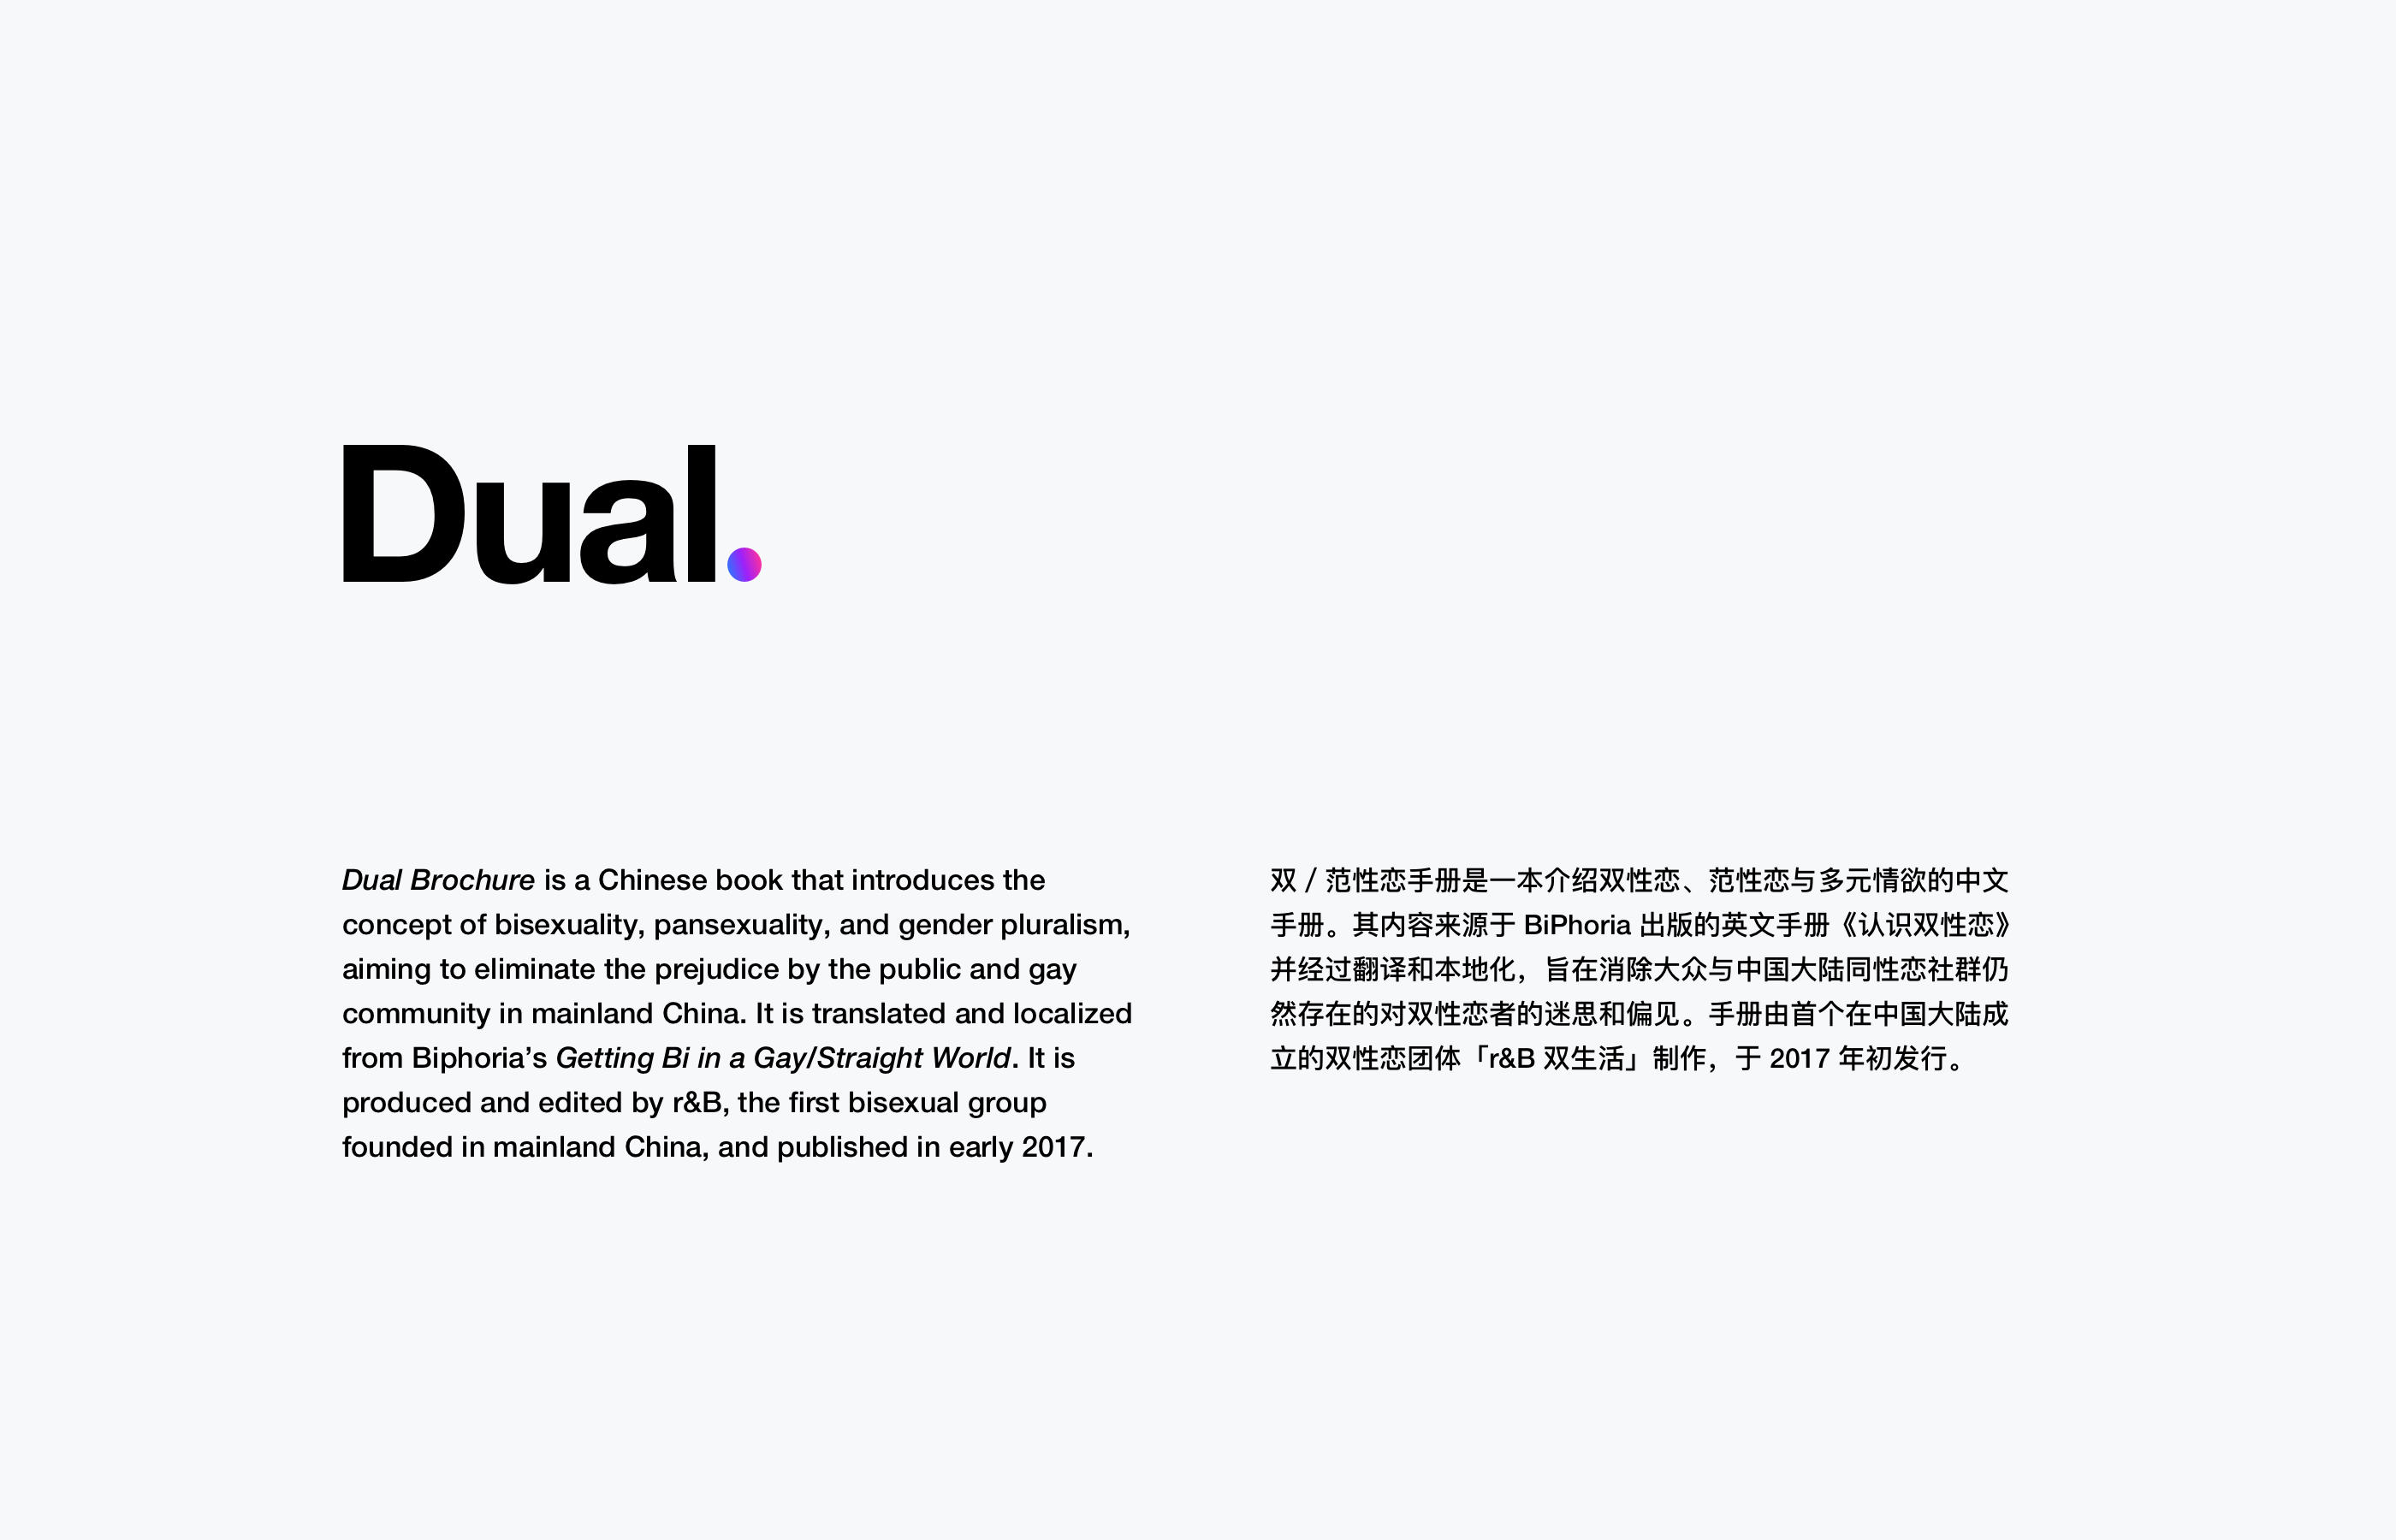 Dual.
Dual Brochure is a Chinese book that introduces the
concept of bisexuality, pansexuality, and gender pluralism,
aiming to eliminate the prejudice by the public and gay
community in mainland China. It is translated and localized
from Biphoria’s Getting Bi in a Gay/Straight World. It is
produced and edited by r&B, the first bisexual group
founded in mainland China, and published in early 2017.
双 / 范性恋手册是一本介绍双性恋、范性恋与多元情欲的中文
手册。其内容来源于 BiPhoria 出版的英文手册《认识双性恋》
并经过翻译和本地化，旨在消除大众与中国大陆同性恋社群仍
然存在的对双性恋者的迷思和偏见。手册由首个在中国大陆成
立的双性恋团体「r&B 双生活」制作，于 2017 年初发行。